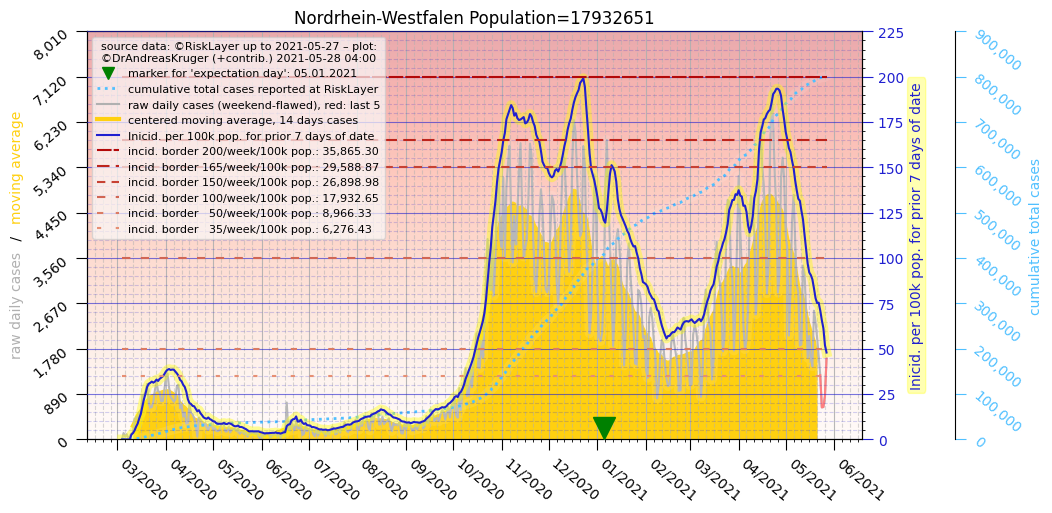 Nordrhein-Westfalen Population=17932651
source data: ©RiskLayer up to 2021-05-27 – plot:
©DrAndreasKruger (+contrib.) 2021-05-28 04:00
marker for 'expectation day': 05.01.2021
cumulative total cases reported at RiskLayer
raw daily cases (weekend-flawed), red: last 5
centered moving average, 14 days cases
Inicid. per 100k pop. for prior 7 days of date
incid. border 200/week/100k pop.: 35,865.30
incid. border 165/week/100k pop.: 29,588.87
incid. border 150/week/100k pop.: 26,898.98
incid. border 100/week/100k pop.: 17,932.65
incid. border 50/week/100k pop.: 8,966.33
incid. border 35/week/100k pop.: 6,276.43
raw daily cases / moving average
8,010
7,120
6,230
5,340
4,450
3,560
2,670
1,780
890
0
03/2020
04/2020
05/2020
06/2020
07/2020
08/2020
09/2020
10/2020
11/2020
12/2020
01/2021
02/2021
03/2021
04/2021
05/2021
06/2021
225
200
175
150
125
100
75
50
25
0
Inicid. per 100k pop. for prior 7 days of date
900,000
800,000
700,000
600,000
500,000
400,000
300,000
200,000
100,000
0
cumulative total cases